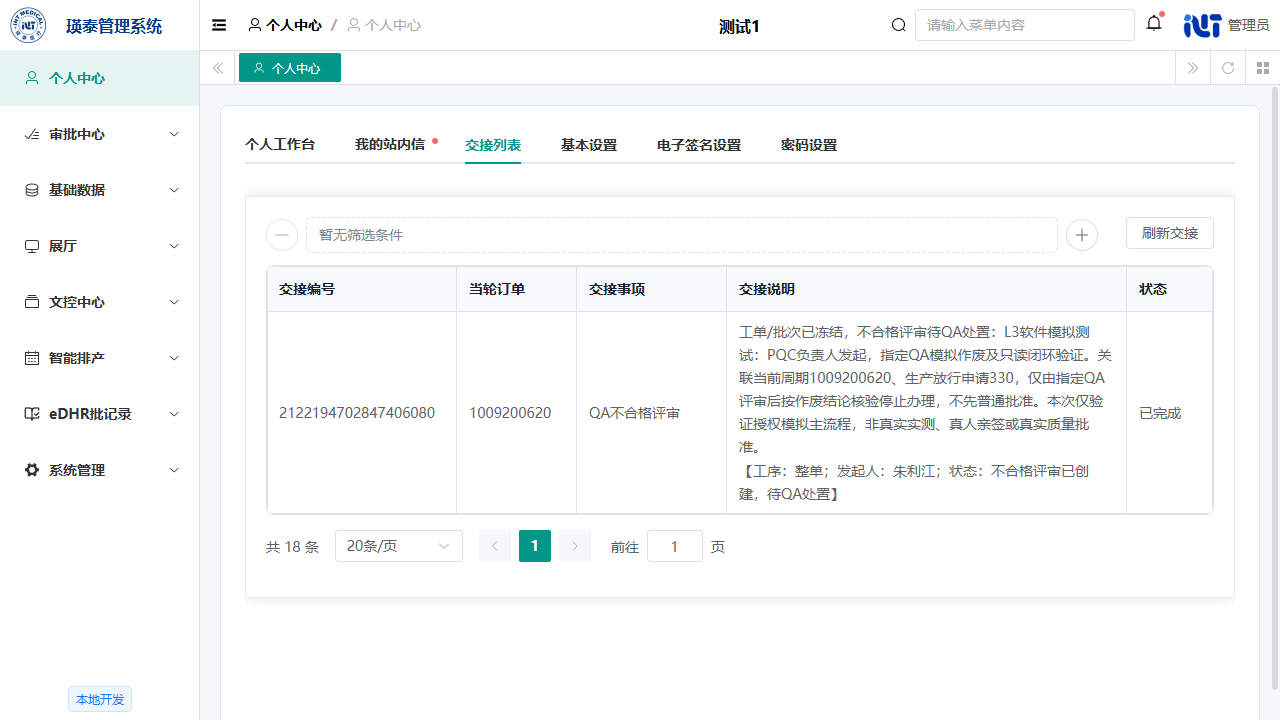 瑛泰管理系统
个人中心 / 个人中心
测试1
请输入菜单内容
管理员
个人中心
个人中心
审批中心
基础数据
展厅
文控中心
智能排产
eDHR批记录
系统管理
本地开发
个人工作台 我的站内信 交接列表 基本设置 电子签名设置 密码设置
暂无筛选条件
刷新交接
交接编号 当轮订单 交接事项 交接说明 状态
2122194702847406080 1009200620 QA不合格评审
工单/批次已冻结，不合格评审待QA处置：L3软件模拟测
试：PQC负责人发起，指定QA模拟作废及只读闭环验证。关
联当前周期1009200620、生产放行申请330，仅由指定QA
评审后按作废结论核验停止办理，不先普通批准。本次仅验
证授权模拟主流程，非真实实测、真人亲签或真实质量批
准。
【工序：整单；发起人：朱利江；状态：不合格评审已创
建，待QA处置】
已完成
共 18 条 20条/页 1 前往 1 页